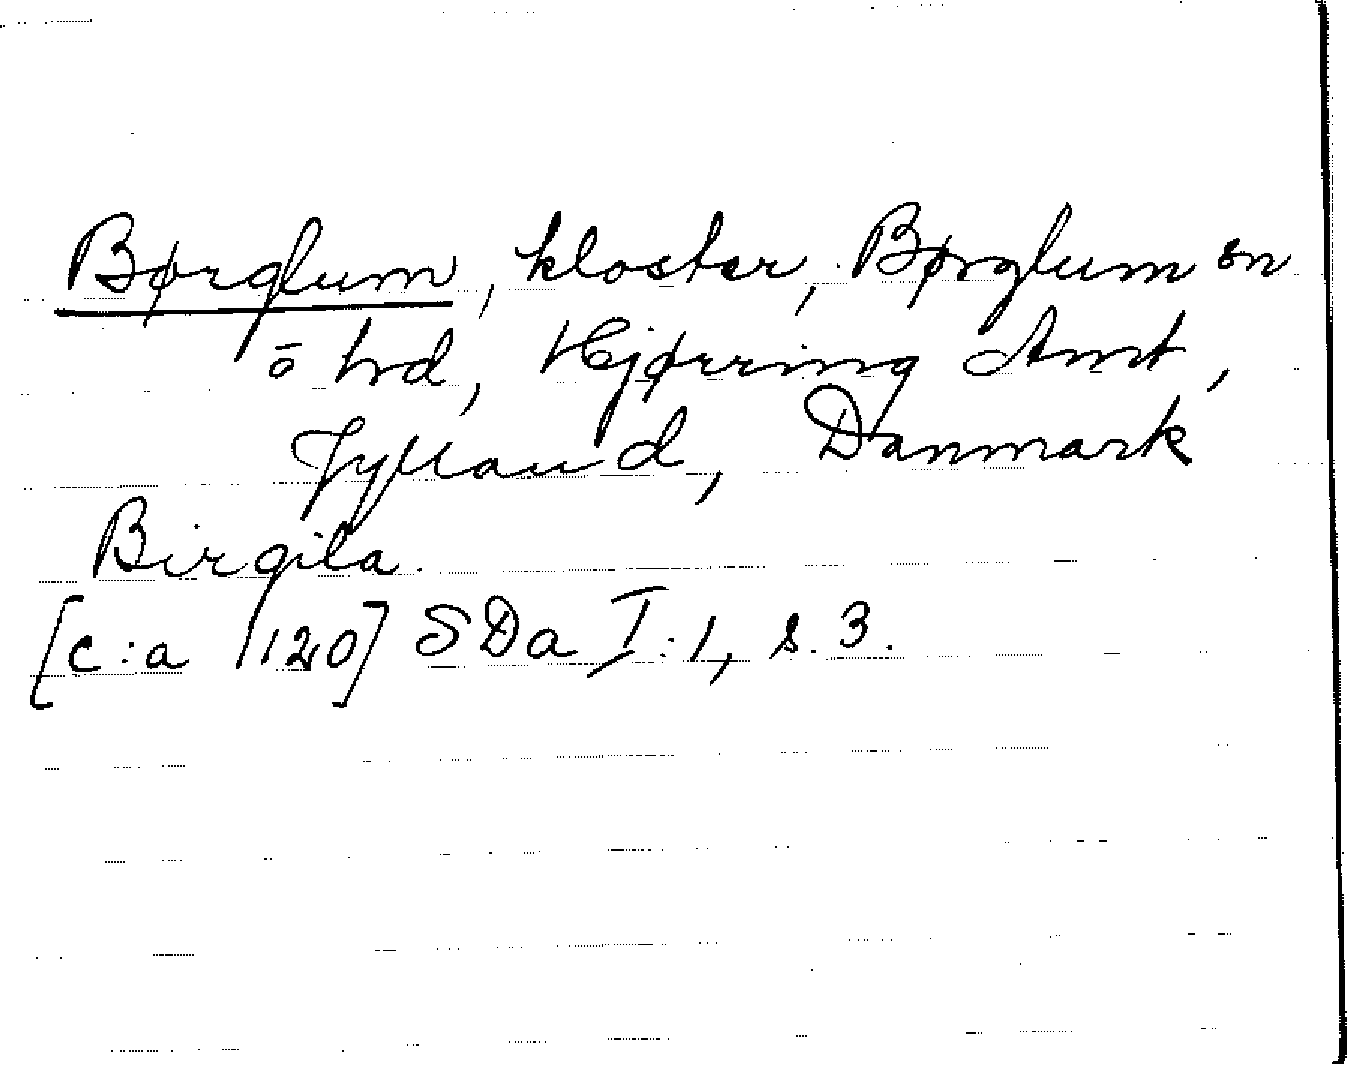 Børglum, kloster, Børglum sn
o hd, Hjørring Amt,
Jylland, Danmark
Birgila.
[c:a 1120] SDa I:1, s. 3.